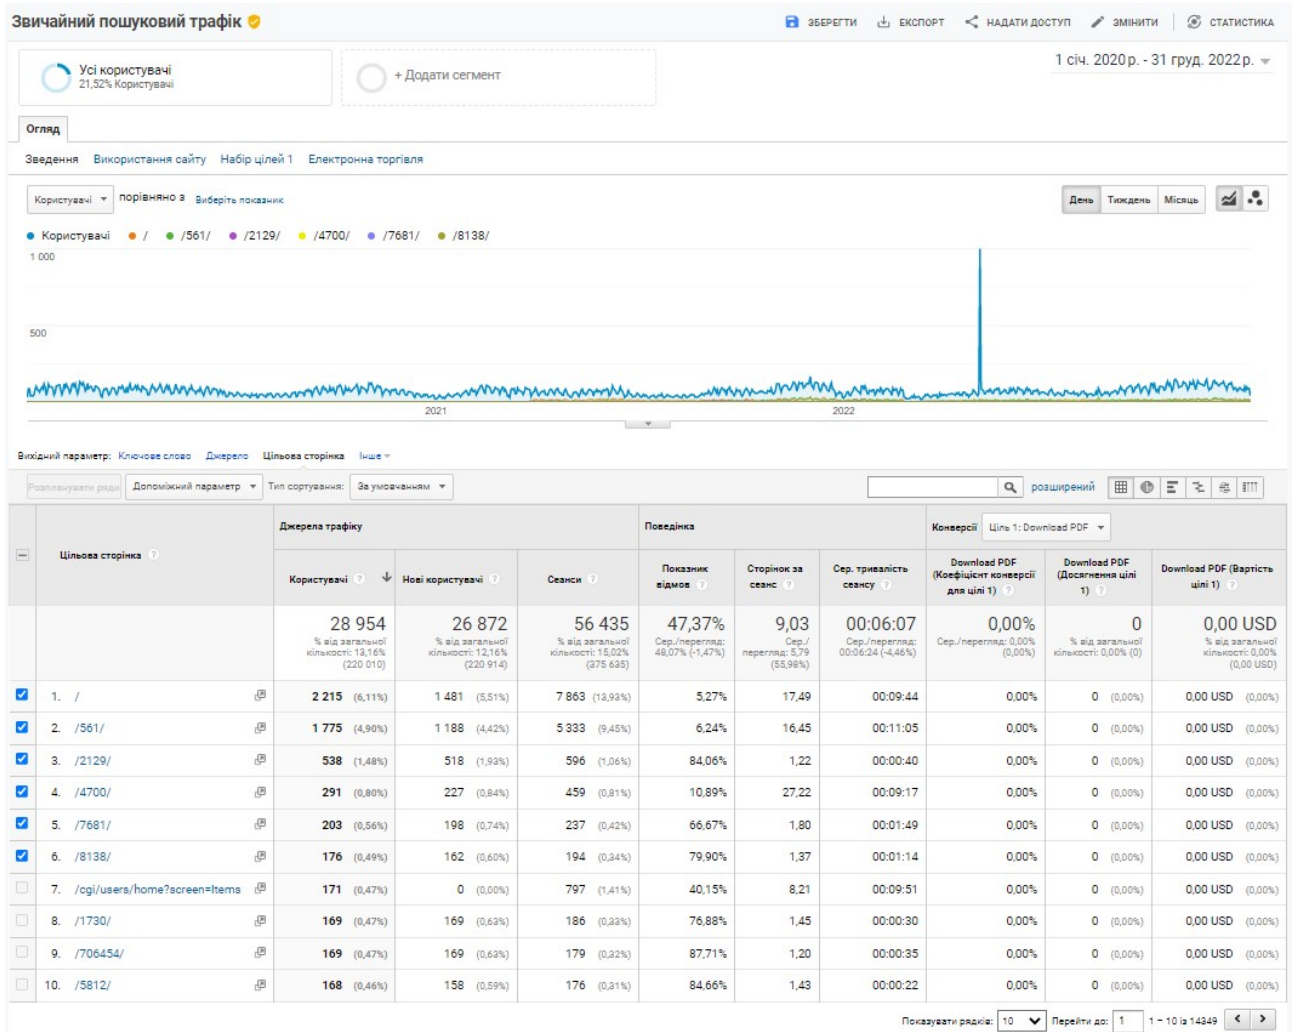 Звичайний пошуковий трафік
ЗБЕРЕГТИ ЕКСПОРТ НАДАТИ ДОСТУП ЗМІНИТИ СТАТИСТИКА
Усі користувачі
21,52% Користувачі
+ Додати сегмент
1 січ. 2020 р. - 31 груд. 2022 р.
Огляд
Зведення Використання сайту Набір цілей 1 Електронна торгівля
Користувачі порівняно з Виберіть показник
День Тиждень Місяць
Користувачі / /561/ /2129/ /4700/ /7681/ /8138/
1 000
500
2021 2022
Вихідний параметр: Ключове слово Джерело Цільова сторінка Інше
Розпланувати ряди Допоміжний параметр Тип сортування: За умовчанням розширений
Цільова сторінка
Джерела трафіку Поведінка Конверсії Ціль 1: Download PDF
Користувачі Нові користувачі Сеанси Показник відмов Сторінок за сеанс Сер. тривалість сеансу Download PDF (Коефіцієнт конверсії для цілі 1) Download PDF (Досягнення цілі 1) Download PDF (Вартість цілі 1)
28 954 26 872 56 435 47,37% 9,03 00:06:07 0,00% 0 0,00 USD
% від загальної кількості: 13,16% (220 010) % від загальної кількості: 12,16% (220 914) % від загальної кількості: 15,02% (375 635) Сер./перегляд: 48,07% (-1,47%) Сер./перегляд: 5,79 (55,98%) Сер./перегляд: 00:06:24 (-4,46%) Сер./перегляд: 0,00% (0,00%) % від загальної кількості: 0,00% (0) % від загальної кількості: 0,00% (0,00 USD)
1. / 2 215 (6,11%) 1 481 (5,51%) 7 863 (13,93%) 5,27% 17,49 00:09:44 0,00% 0 (0,00%) 0,00 USD (0,00%)
2. /561/ 1 775 (4,90%) 1 188 (4,42%) 5 333 (9,45%) 6,24% 16,45 00:11:05 0,00% 0 (0,00%) 0,00 USD (0,00%)
3. /2129/ 538 (1,48%) 518 (1,93%) 596 (1,06%) 84,06% 1,22 00:00:40 0,00% 0 (0,00%) 0,00 USD (0,00%)
4. /4700/ 291 (0,80%) 227 (0,84%) 459 (0,81%) 10,89% 27,22 00:09:17 0,00% 0 (0,00%) 0,00 USD (0,00%)
5. /7681/ 203 (0,56%) 198 (0,74%) 237 (0,42%) 66,67% 1,80 00:01:49 0,00% 0 (0,00%) 0,00 USD (0,00%)
6. /8138/ 176 (0,49%) 162 (0,60%) 194 (0,34%) 79,90% 1,37 00:01:14 0,00% 0 (0,00%) 0,00 USD (0,00%)
7. /cgi/users/home?screen=Items 171 (0,47%) 0 (0,00%) 797 (1,41%) 40,15% 8,21 00:09:51 0,00% 0 (0,00%) 0,00 USD (0,00%)
8. /1730/ 169 (0,47%) 169 (0,63%) 186 (0,33%) 76,88% 1,45 00:00:30 0,00% 0 (0,00%) 0,00 USD (0,00%)
9. /706454/ 169 (0,47%) 169 (0,63%) 179 (0,32%) 87,71% 1,20 00:00:35 0,00% 0 (0,00%) 0,00 USD (0,00%)
10. /5812/ 168 (0,46%) 158 (0,59%) 176 (0,31%) 84,66% 1,43 00:00:22 0,00% 0 (0,00%) 0,00 USD (0,00%)
Показувати рядків: 10 Перейти до: 1 1 – 10 із 14349